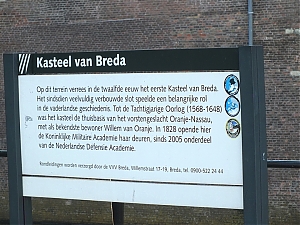 Kasteel van Breda
Op dit terrein verrees in de twaalfde eeuw het eerste Kasteel van Breda.
Het sindsdien veelvuldig verbouwde slot speelde een belangrijke rol
in de vaderlandse geschiedenis. Tot de Tachtigjarige Oorlog (1568-1648)
was het kasteel de thuisbasis van het vorstengeslacht Oranje-Nassau,
met als bekendste bewoner Willem van Oranje. In 1828 opende hier
de Koninklijke Militaire Academie haar deuren, sinds 2005 onderdeel
van de Nederlandse Defensie Academie.
Rondleidingen worden verzorgd door de VVV Breda, Willemstraat 17-19, Breda, tel. 0900-522 24 44